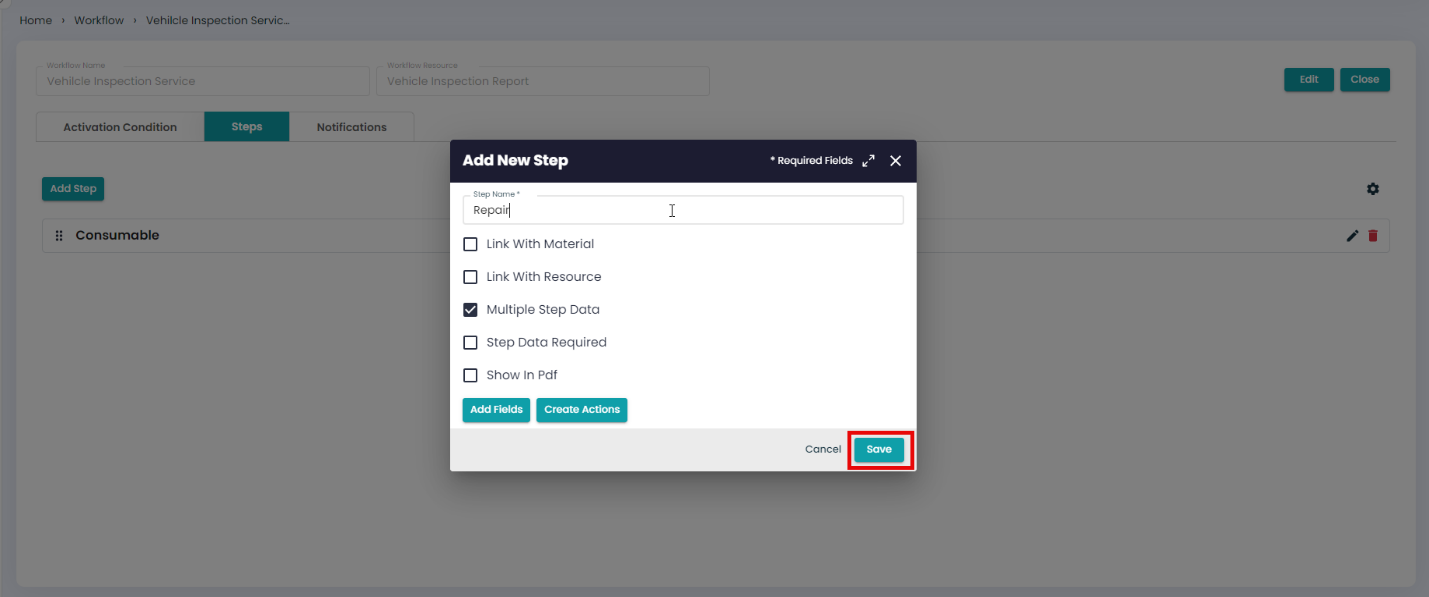 Home › Workflow › Vehilcle Inspection Servic...
Workflow Name
Vehilcle Inspection Service
Workflow Resource
Vehicle Inspection Report
Edit
Close
Activation Condition
Steps
Notifications
Add Step
Consumable
Add New Step
* Required Fields
Step Name *
Repair
Link With Material
Link With Resource
Multiple Step Data
Step Data Required
Show In Pdf
Add Fields
Create Actions
Cancel
Save